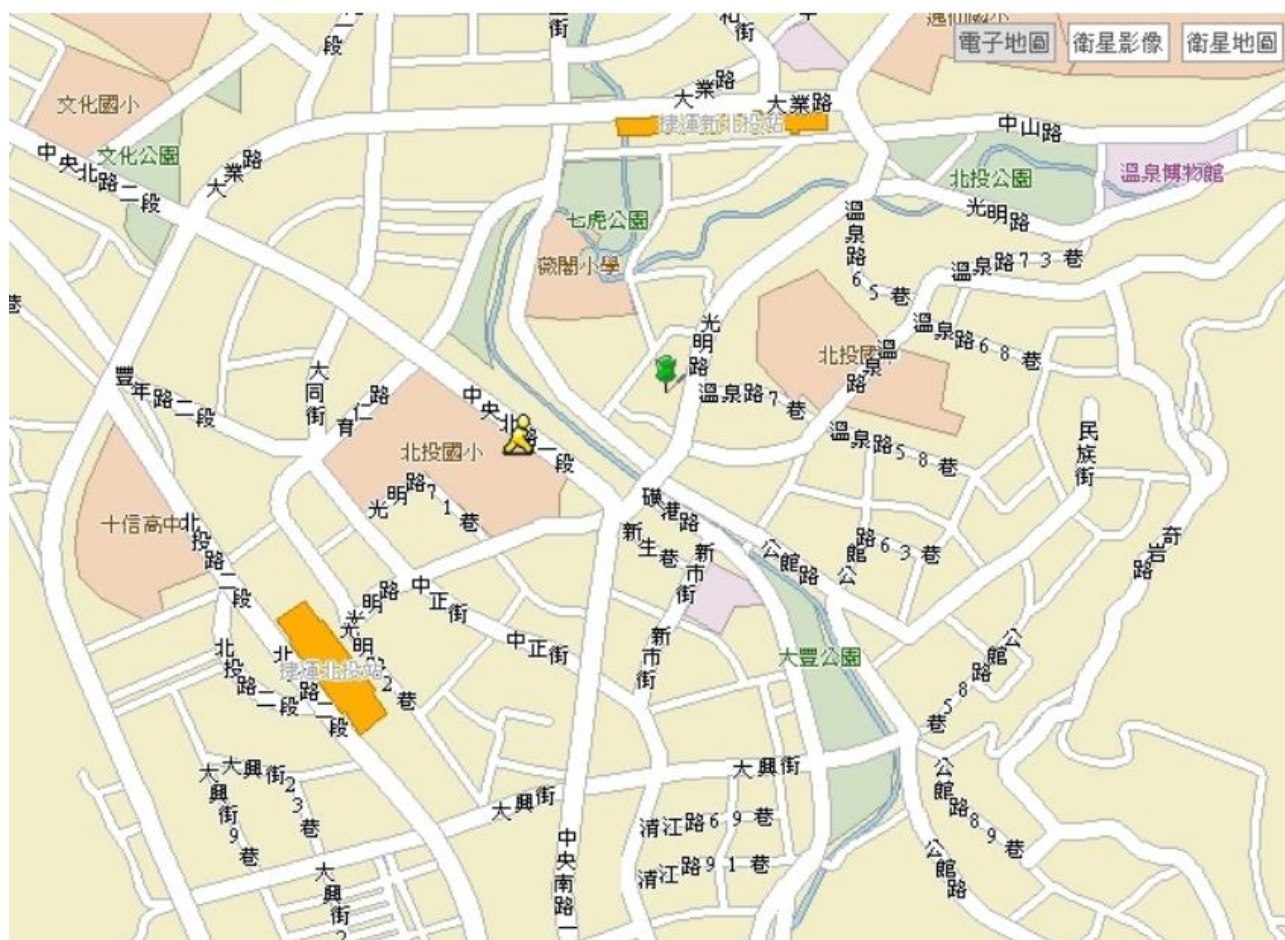 電子地圖
衛星影像
衛星地圖
文化國小
大業路
大業路
捷運新北投站
中山路
中央北路二段
文化公園
大業路
北投公園
溫泉博物館
七虎公園
光明路
溫泉路65巷
溫泉路73巷
薇閣小學
光明路
北投國
溫泉路
溫泉路68巷
豐年路二段
大同街
育仁路
中央北路一段
溫泉路7巷
溫泉路58巷
民族街
北投國小
光明路71巷
十信高中
北投路二段
磺港路
新生巷
新市街
公館路
公館路63巷
奇岩路
光明路
中正街
中正街
新市街
大豐公園
公館路58巷
捷運北投站
北投路二段
大興街
大興街
大興街23巷
大興街9巷
清江路69巷
清江路91巷
公館路89巷
公館路
中央南路一
大興街2